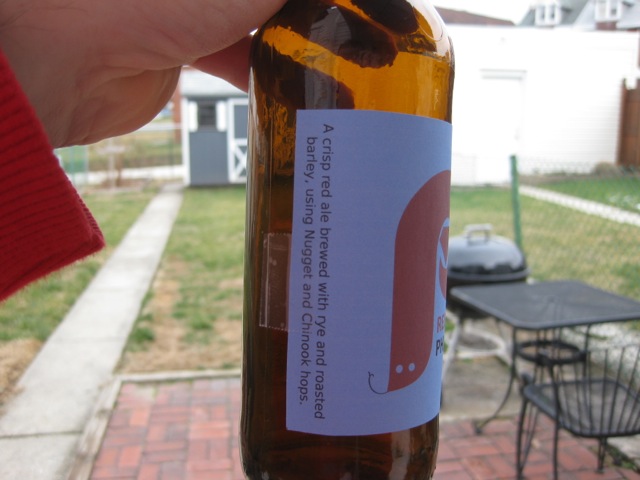 A crisp red ale brewed with rye and roasted
barley, using Nugget and Chinook hops.